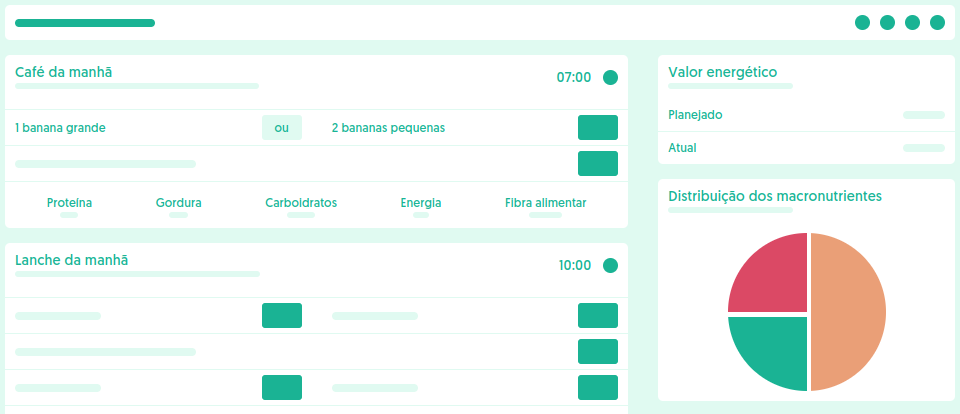 Café da manhã
07:00
1 banana grande
ou
2 bananas pequenas
Proteína
Gordura
Carboidratos
Energia
Fibra alimentar
Lanche da manhã
10:00
Valor energético
Planejado
Atual
Distribuição dos macronutrientes